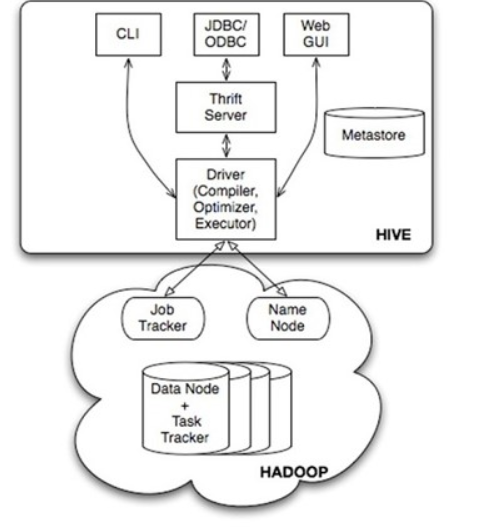 CLI
JDBC/
ODBC
Web
GUI
Thrift
Server
Metastore
Driver
(Compiler,
Optimizer,
Executor)
HIVE
Job
Tracker
Name
Node
Data Node
+
Task
Tracker
HADOOP